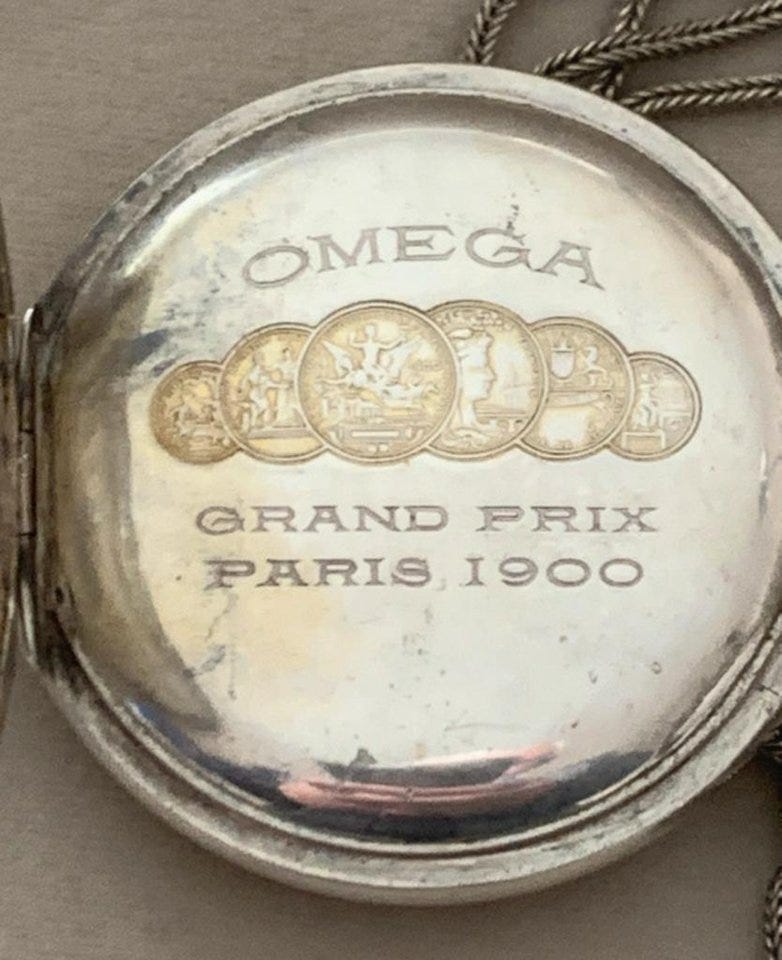 OMEGA
GRAND PRIX
PARIS 1900